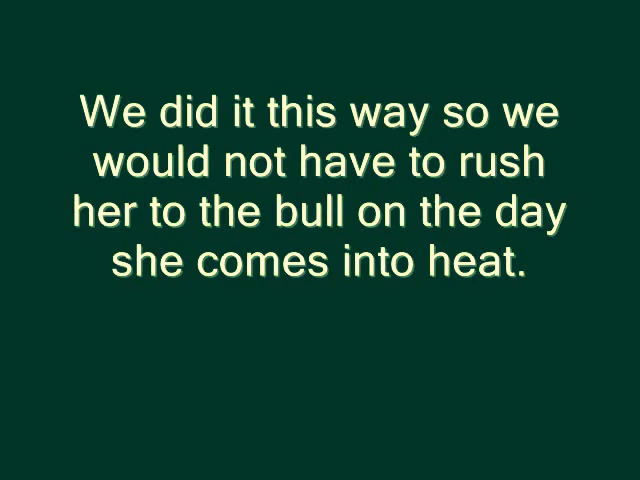 We did it this way so we
would not have to rush
her to the bull on the day
she comes into heat.